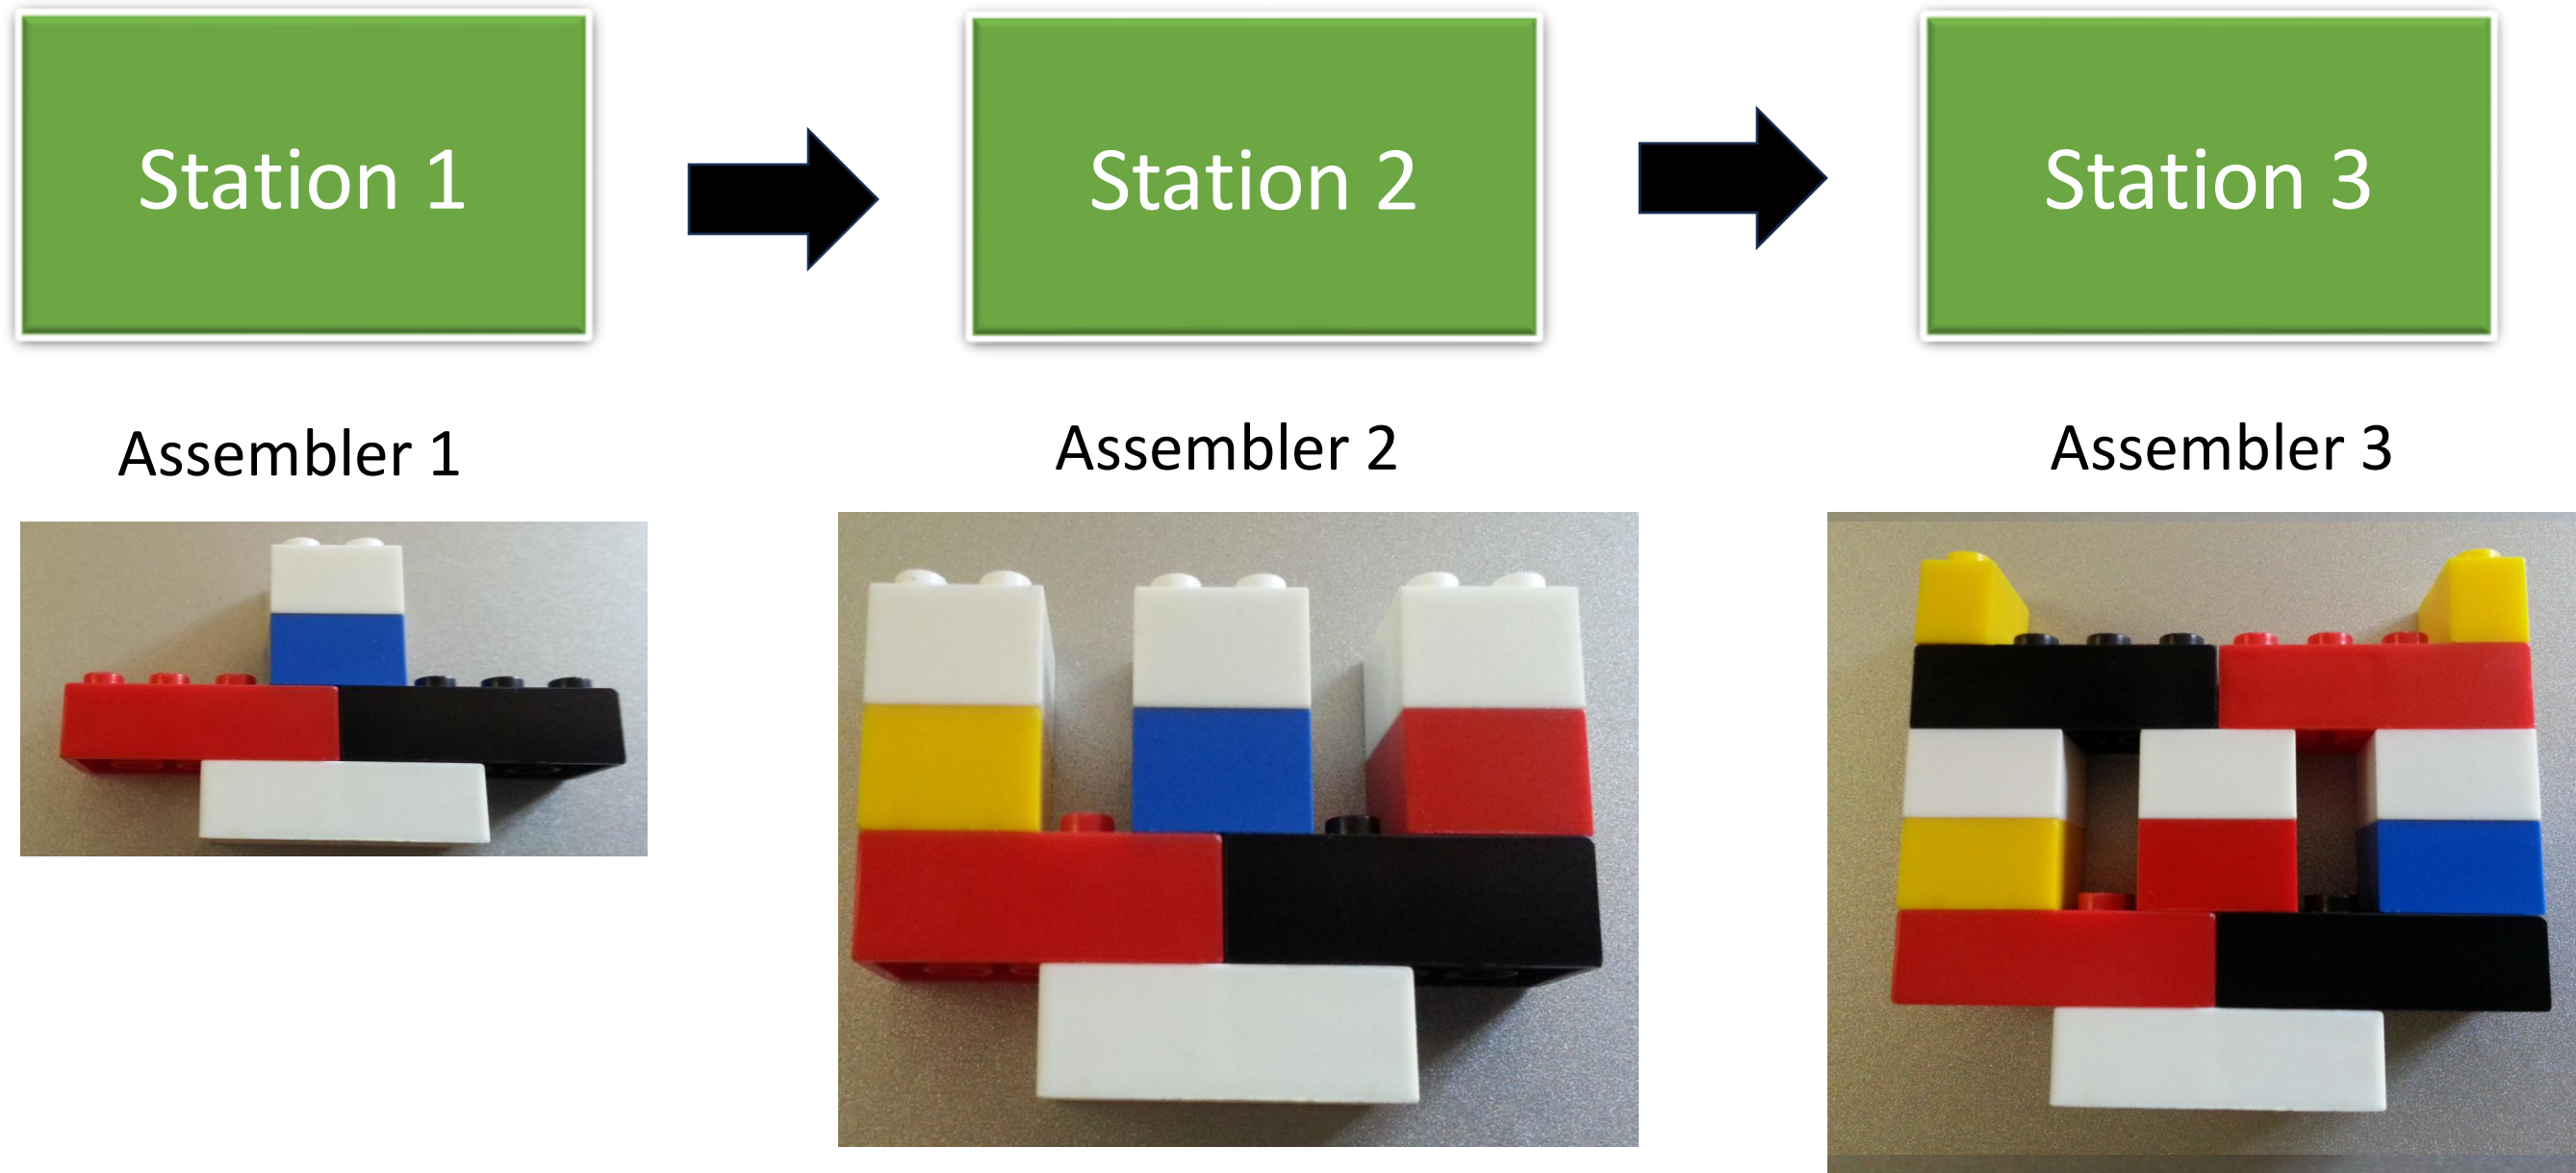 Station 1
Station 2
Station 3
Assembler 1
Assembler 2
Assembler 3